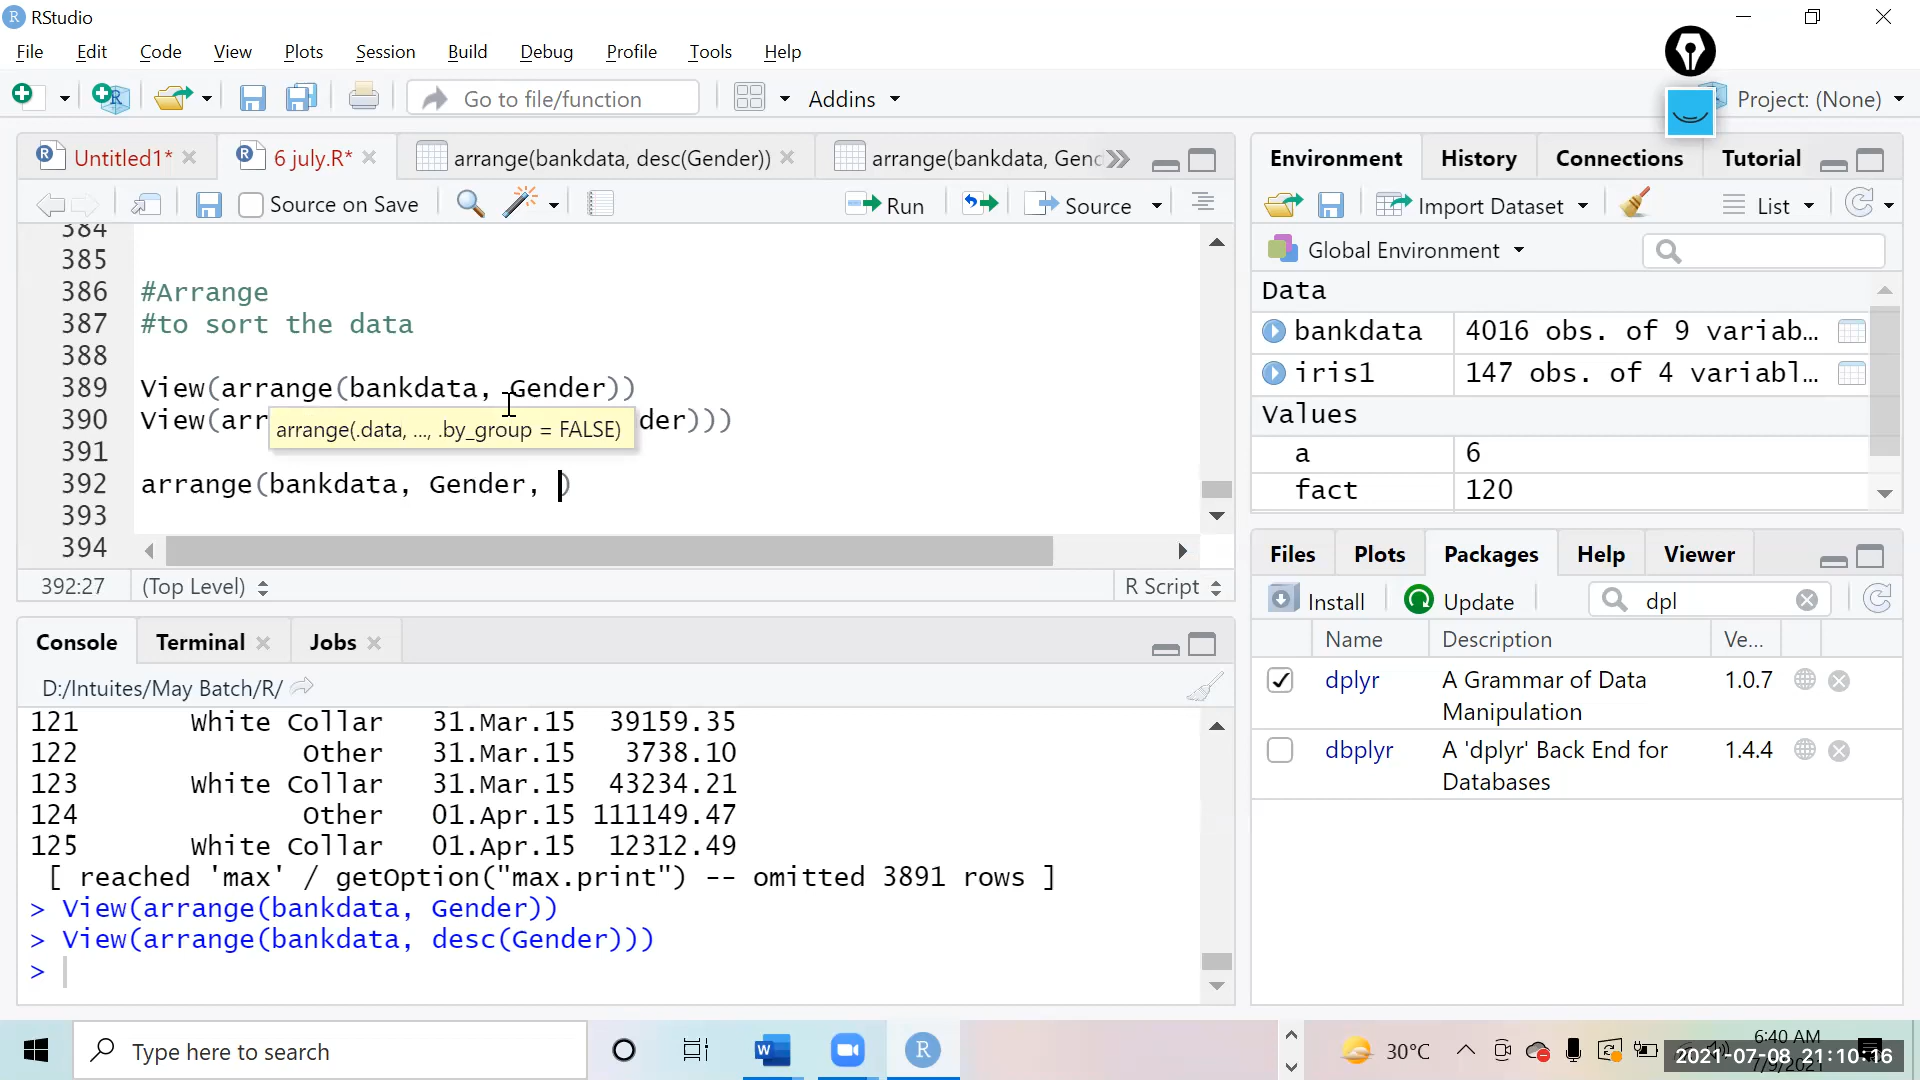 RStudio
File Edit Code View Plots Session Build Debug Profile Tools Help
Go to file/function Addins Project: (None)
Untitled1* 6 july.R* arrange(bankdata, desc(Gender)) arrange(bankdata, Genc
Source on Save Run Source
384
385
386 #Arrange
387 #to sort the data
388
389 View(arrange(bankdata, Gender))
390 View(arr der)))
arrange(.data, ..., .by_group = FALSE)
391
392 arrange(bankdata, Gender, )
393
394
392:27 (Top Level) R Script
Console Terminal Jobs
D:/Intuites/May Batch/R/
121 White Collar 31.Mar.15 39159.35
122 Other 31.Mar.15 3738.10
123 White Collar 31.Mar.15 43234.21
124 Other 01.Apr.15 111149.47
125 White Collar 01.Apr.15 12312.49
[ reached 'max' / getOption("max.print") -- omitted 3891 rows ]
> View(arrange(bankdata, Gender))
> View(arrange(bankdata, desc(Gender)))
>
Environment History Connections Tutorial
Import Dataset List
Global Environment
Data
bankdata 4016 obs. of 9 variab...
iris1 147 obs. of 4 variabl...
Values
a 6
fact 120
Files Plots Packages Help Viewer
Install Update dpl
Name Description Ve...
dplyr A Grammar of Data Manipulation 1.0.7
dbplyr A 'dplyr' Back End for Databases 1.4.4
Type here to search
30°C
6:40 AM
2021-07-08 21:10:16